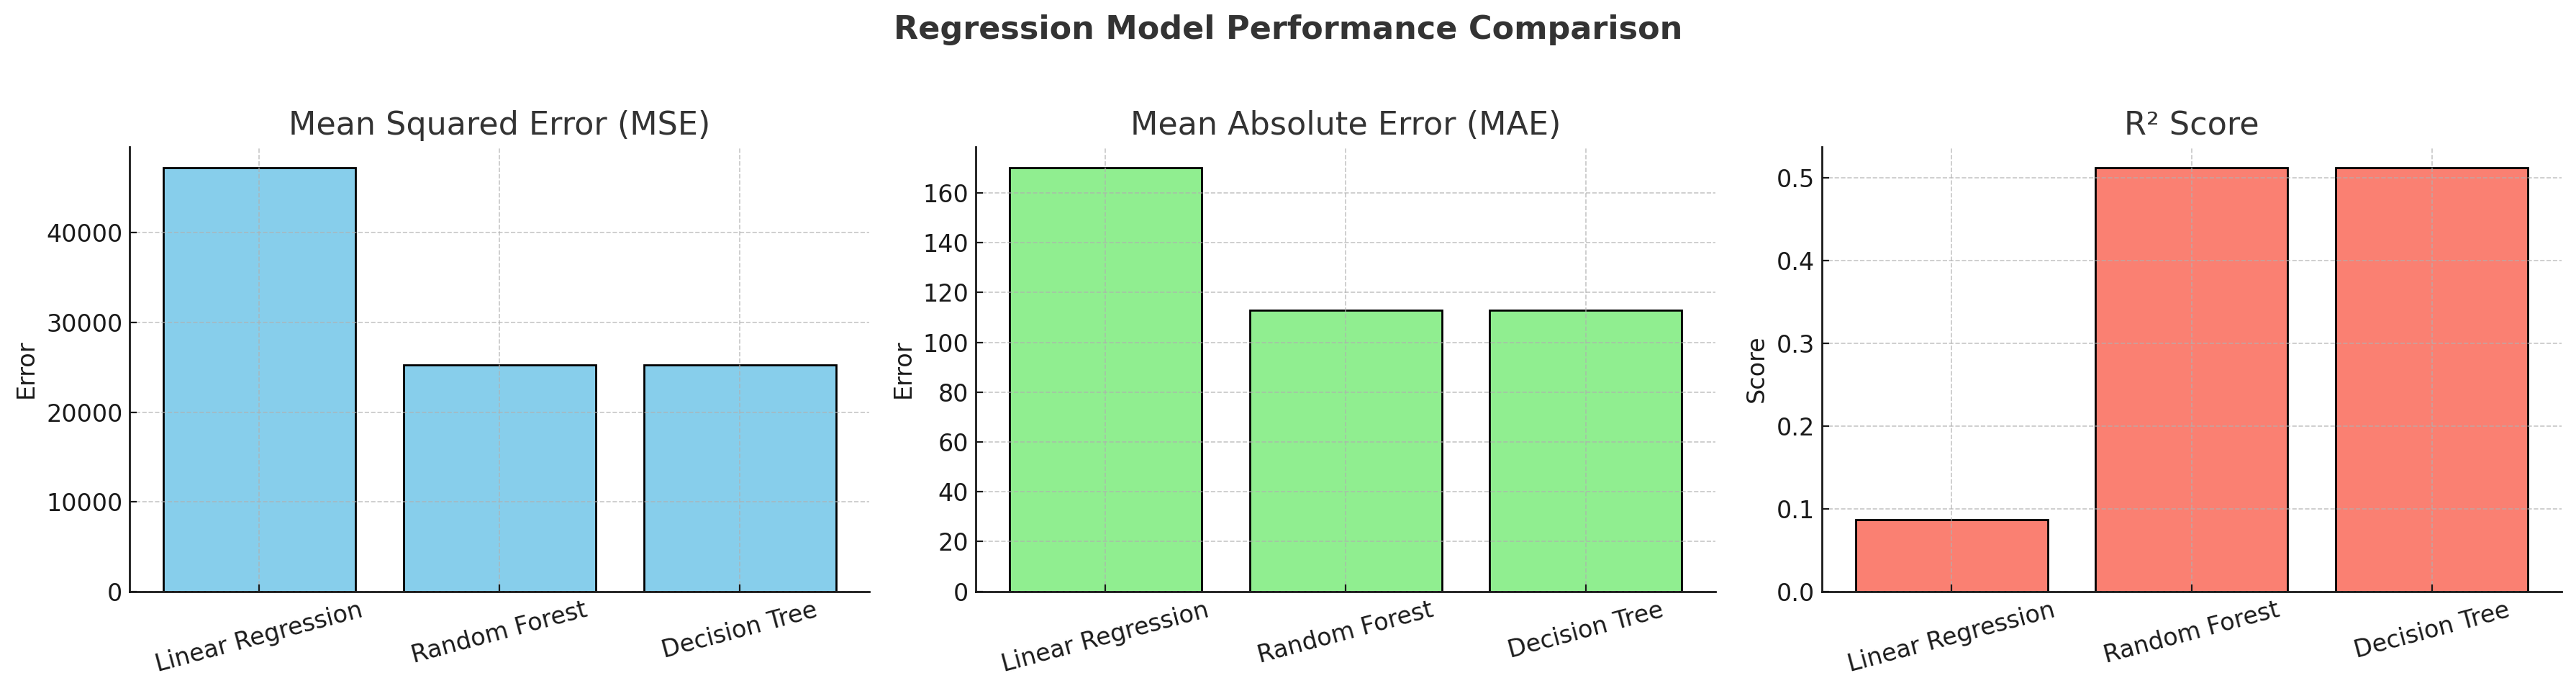 Regression Model Performance Comparison
Mean Squared Error (MSE)
Error
40000
30000
20000
10000
0
Linear Regression
Random Forest
Decision Tree
Mean Absolute Error (MAE)
Error
160
140
120
100
80
60
40
20
0
Linear Regression
Random Forest
Decision Tree
R² Score
Score
0.5
0.4
0.3
0.2
0.1
0.0
Linear Regression
Random Forest
Decision Tree